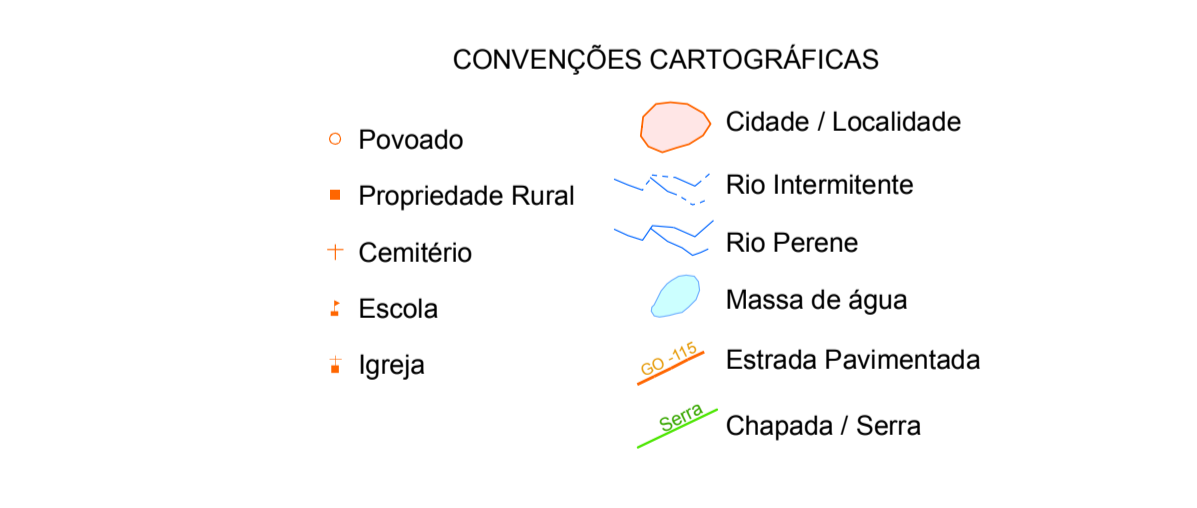 CONVENÇÕES CARTOGRÁFICAS
Povoado
Propriedade Rural
Cemitério
Escola
Igreja
Cidade / Localidade
Rio Intermitente
Rio Perene
Massa de água
GO -115
Estrada Pavimentada
Serra
Chapada / Serra